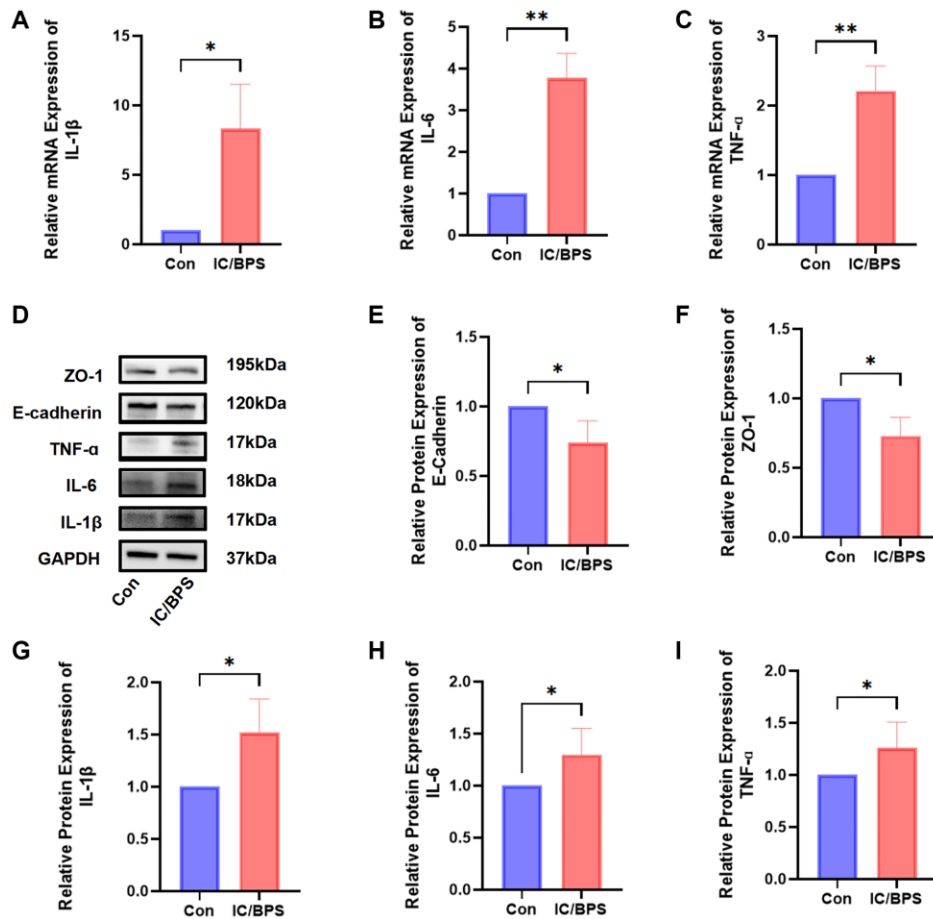 A
Relative mRNA Expression of
IL-1β
15
10
5
0
*
Con IC/BPS
B
Relative mRNA Expression of
IL-6
5
4
3
2
1
0
**
Con IC/BPS
C
Relative mRNA Expression of
TNF-α
3
2
1
0
**
Con IC/BPS
D
ZO-1 195kDa
E-cadherin 120kDa
TNF-α 17kDa
IL-6 18kDa
IL-1β 17kDa
GAPDH 37kDa
Con IC/BPS
E
Relative Protein Expression of
E-Cadherin
1.5
1.0
0.5
0.0
*
Con IC/BPS
F
Relative Protein Expression of
ZO-1
1.5
1.0
0.5
0.0
*
Con IC/BPS
G
Relative Protein Expression of
IL-1β
2.0
1.5
1.0
0.5
0.0
*
Con IC/BPS
H
Relative Protein Expression of
IL-6
2.0
1.5
1.0
0.5
0.0
*
Con IC/BPS
I
Relative Protein Expression of
TNF-α
2.0
1.5
1.0
0.5
0.0
*
Con IC/BPS